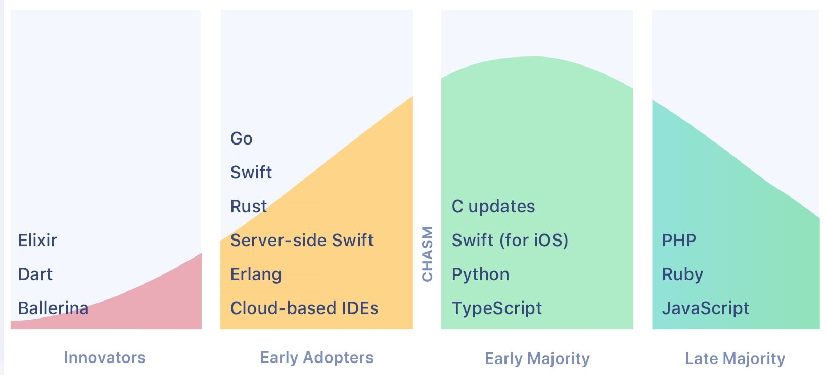 Elixir
Dart
Ballerina
Innovators
Go
Swift
Rust
Server-side Swift
Erlang
Cloud-based IDEs
Early Adopters
CHASM
C updates
Swift (for iOS)
Python
TypeScript
Early Majority
PHP
Ruby
JavaScript
Late Majority